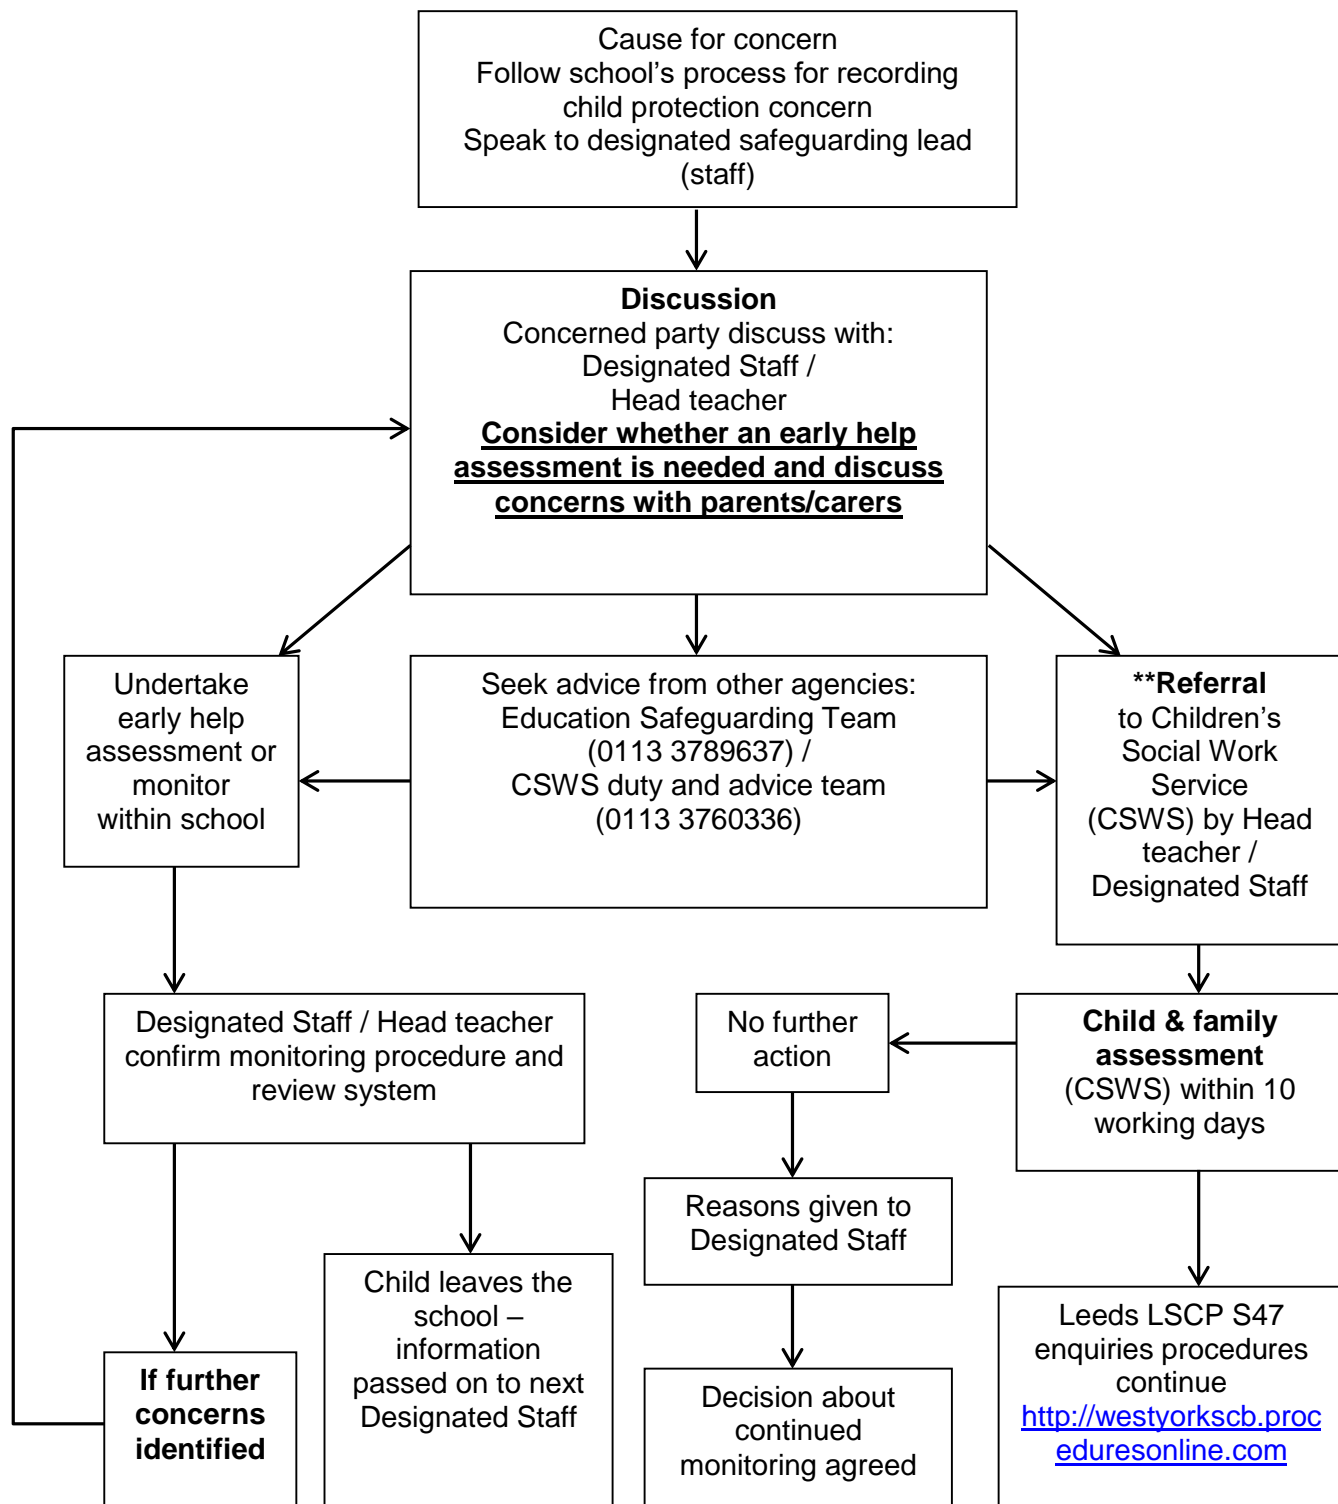 Cause for concern
Follow school’s process for recording
child protection concern
Speak to designated safeguarding lead
(staff)
Discussion
Concerned party discuss with:
Designated Staff /
Head teacher
Consider whether an early help
assessment is needed and discuss
concerns with parents/carers
Undertake
early help
assessment or
monitor
within school
Seek advice from other agencies:
Education Safeguarding Team
(0113 3789637) /
CSWS duty and advice team
(0113 3760336)
**Referral
to Children’s
Social Work
Service
(CSWS) by Head
teacher /
Designated Staff
Designated Staff / Head teacher
confirm monitoring procedure and
review system
No further
action
Child & family
assessment
(CSWS) within 10
working days
Reasons given to
Designated Staff
Child leaves the
school –
information
passed on to next
Designated Staff
If further
concerns
identified
Decision about
continued
monitoring agreed
Leeds LSCP S47
enquiries procedures
continue
http://westyorkscb.proc
eduresonline.com